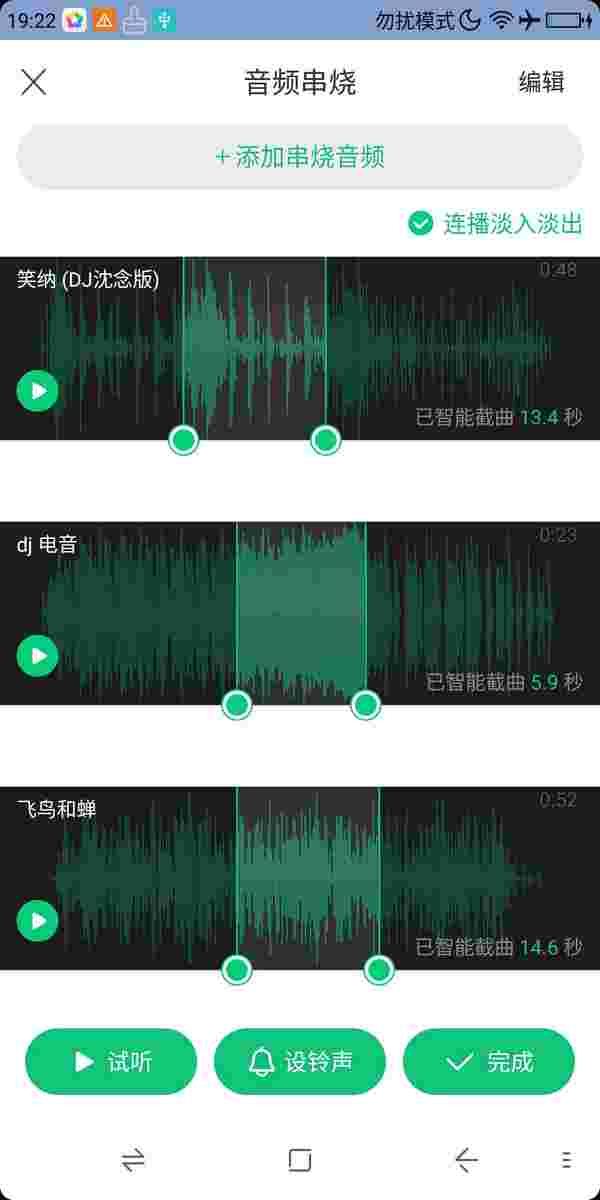 19:22 勿扰模式
音频串烧 编辑
+添加串烧音频
连播淡入淡出
笑纳 (DJ沈念版) 0:48
已智能截曲 13.4 秒
dj 电音 0:23
已智能截曲 5.9 秒
飞鸟和蝉 0:52
已智能截曲 14.6 秒
试听 设铃声 完成